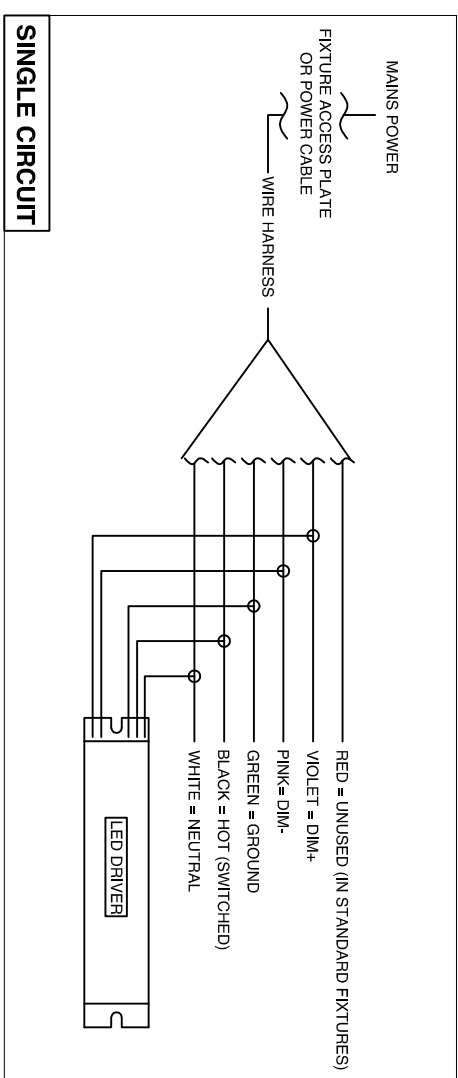 MAINS POWER
FIXTURE ACCESS PLATE
OR POWER CABLE
WIRE HARNESS
RED = UNUSED (IN STANDARD FIXTURES)
VIOLET = DIM+
PINK= DIM-
GREEN = GROUND
BLACK = HOT (SWITCHED)
WHITE = NEUTRAL
LED DRIVER
SINGLE CIRCUIT